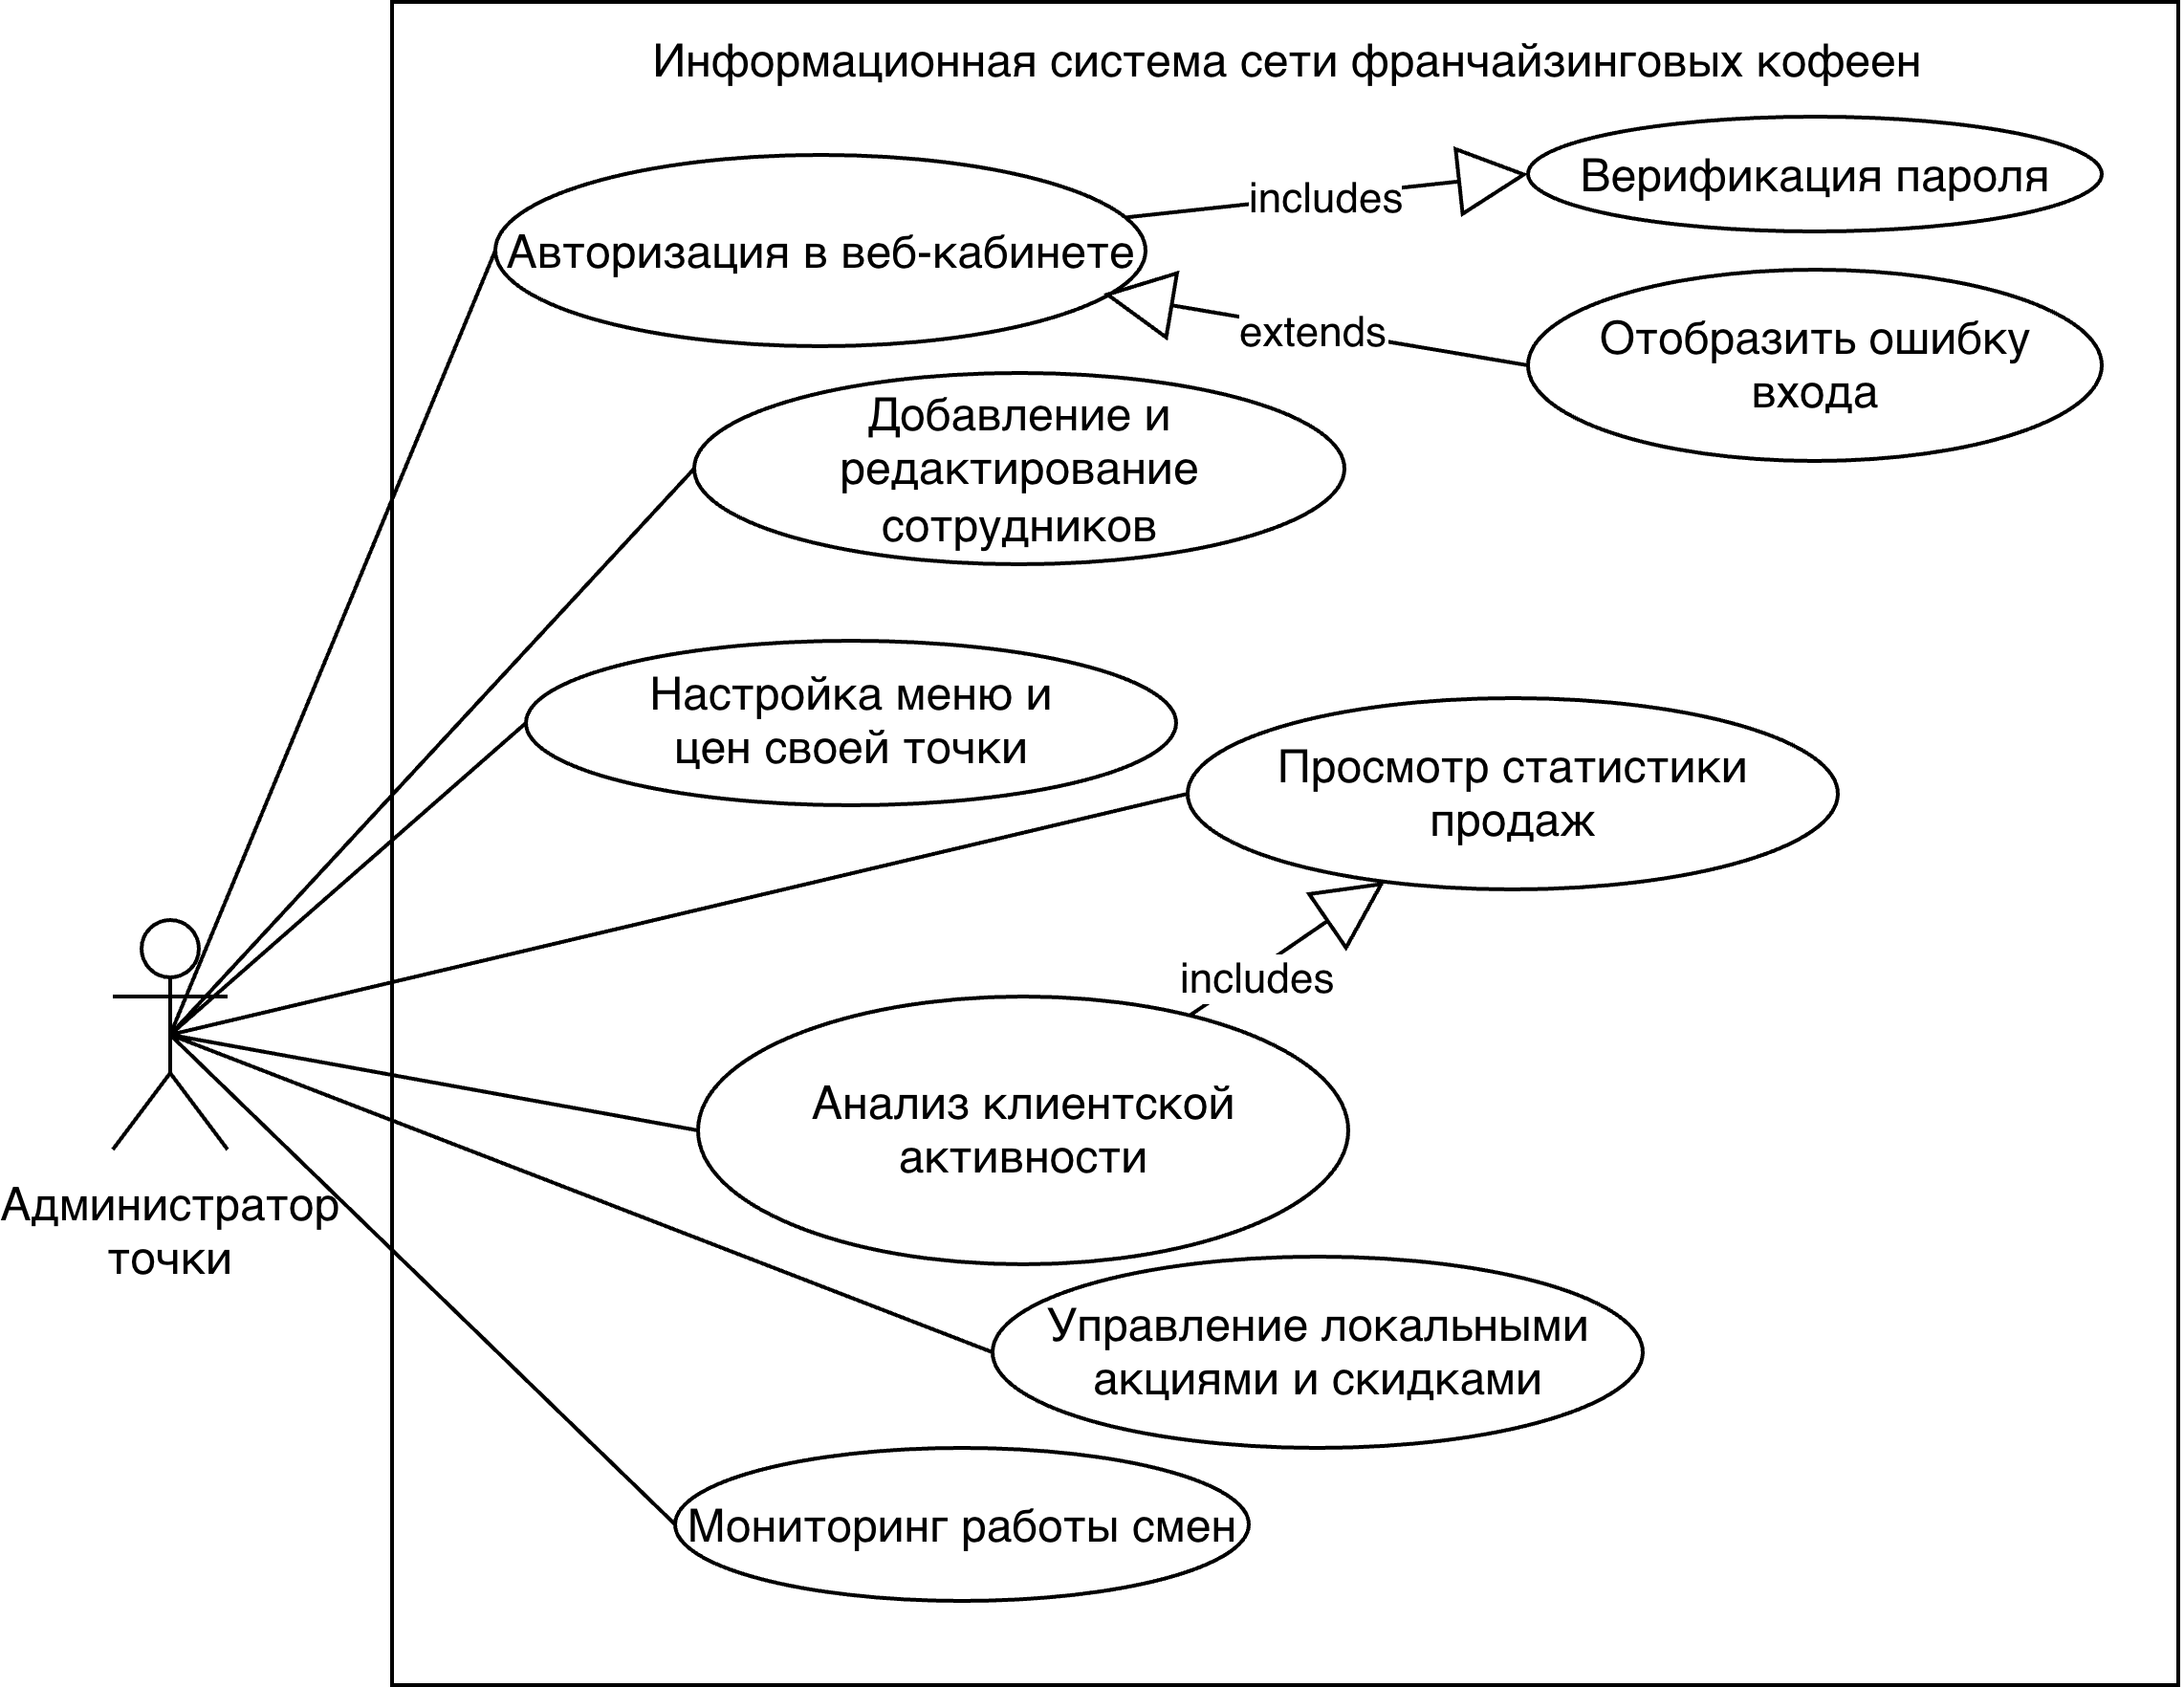 Информационная система сети франчайзинговых кофеен
Верификация пароля
includes
Авторизация в веб-кабинете
extends
Отобразить ошибку
входа
Добавление и
редактирование
сотрудников
Настройка меню и
цен своей точки
Просмотр статистики
продаж
includes
Анализ клиентской
активности
Администратор
точки
Управление локальными
акциями и скидками
Мониторинг работы смен